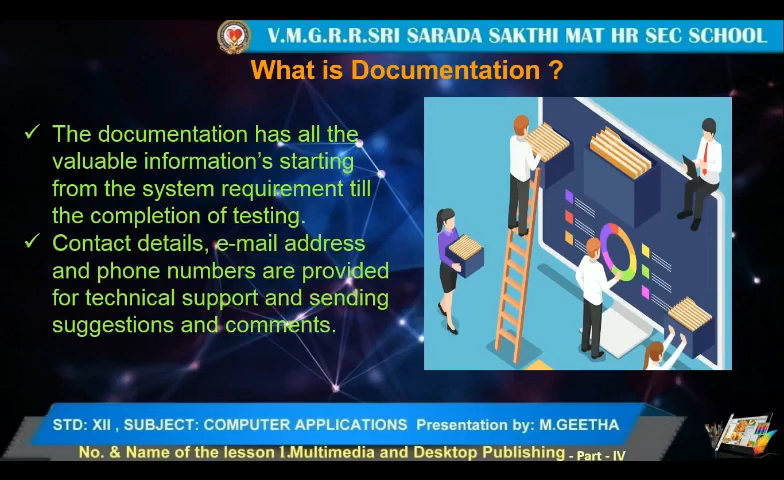 V.M.G.R.R.SRI SARADA SAKTHI MAT HR SEC SCHOOL
What is Documentation ?
✓ The documentation has all the
valuable information's starting
from the system requirement till
the completion of testing.
✓ Contact details, e-mail address
and phone numbers are provided
for technical support and sending
suggestions and comments.
STD: XII , SUBJECT: COMPUTER APPLICATIONS Presentation by: M.GEETHA
No. & Name of the lesson 1.Multimedia and Desktop Publishing - Part - IV